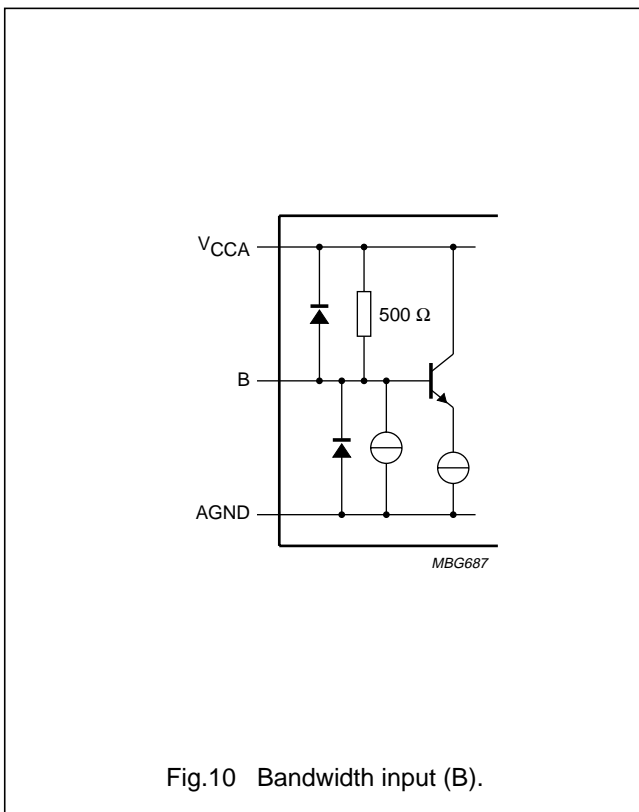 VCCA
500 Ω
B
AGND
MBG687
Fig.10 Bandwidth input (B).